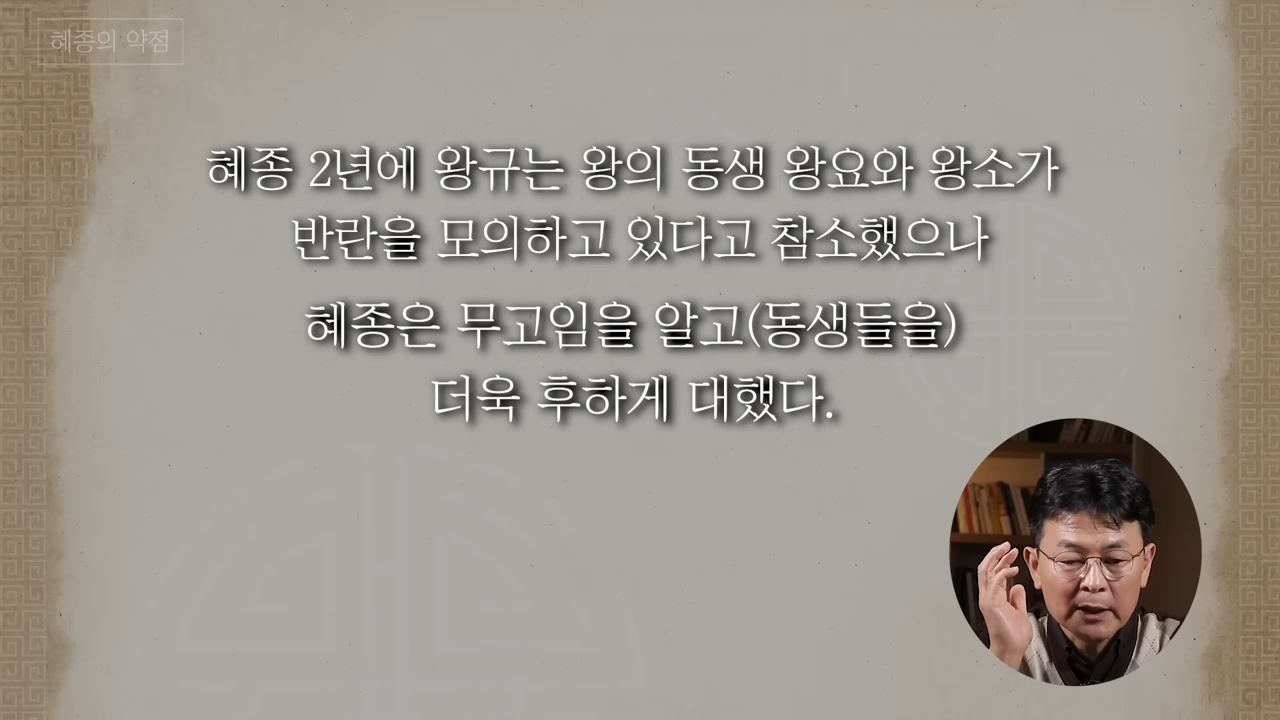 혜종의 약점
혜종 2년에 왕규는 왕의 동생 왕요와 왕소가
반란을 모의하고 있다고 참소했으나
혜종은 무고임을 알고(동생들을)
더욱 후하게 대했다.